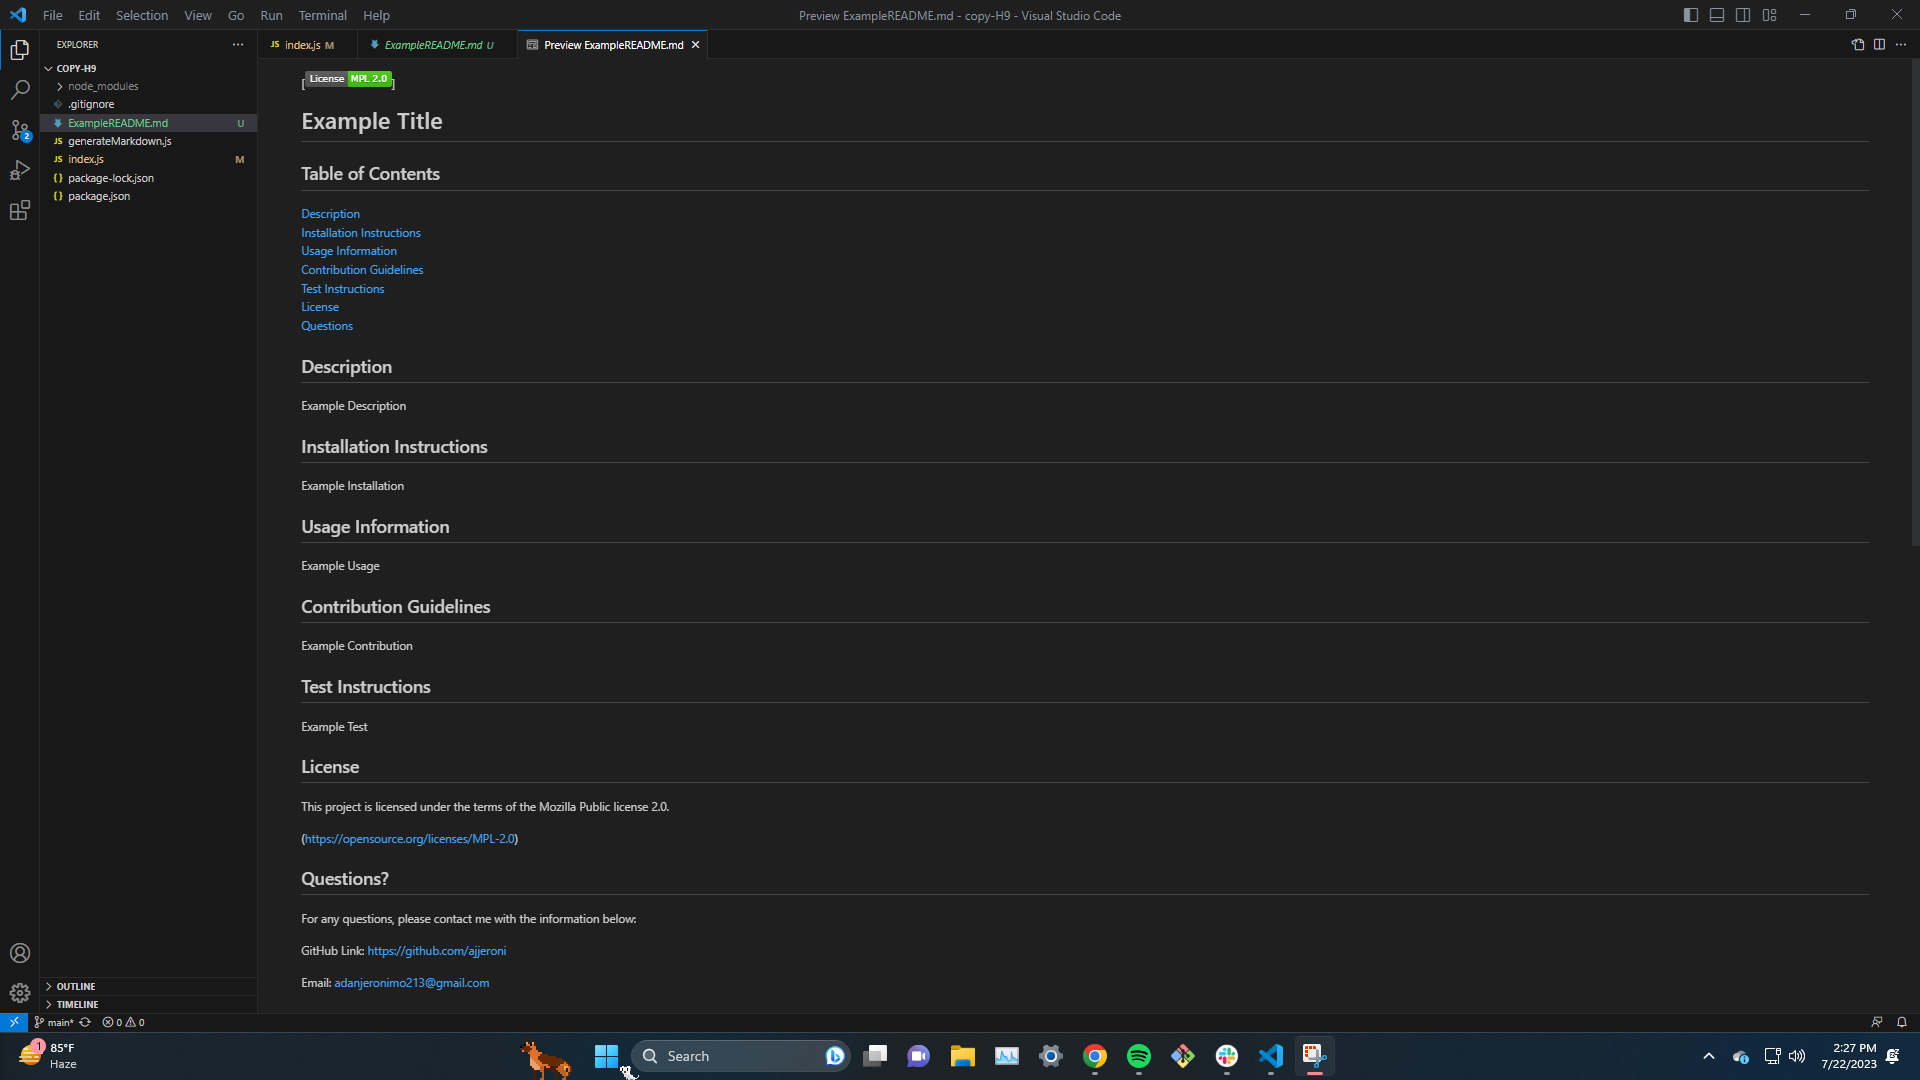 File Edit Selection View Go Run Terminal Help
Preview ExampleREADME.md - copy-H9 - Visual Studio Code
EXPLORER
COPY-H9
node_modules
.gitignore
ExampleREADME.md U
generateMarkdown.js
index.js M
package-lock.json
package.json
2
OUTLINE
TIMELINE
JS index.js M
ExampleREADME.md U
Preview ExampleREADME.md
[License MPL 2.0]
Example Title
Table of Contents
Description
Installation Instructions
Usage Information
Contribution Guidelines
Test Instructions
License
Questions
Description
Example Description
Installation Instructions
Example Installation
Usage Information
Example Usage
Contribution Guidelines
Example Contribution
Test Instructions
Example Test
License
This project is licensed under the terms of the Mozilla Public license 2.0.
(https://opensource.org/licenses/MPL-2.0)
Questions?
For any questions, please contact me with the information below:
GitHub Link: https://github.com/ajjeroni
Email: adanjeronimo213@gmail.com
main* 0 0
1
85°F
Haze
Search
2:27 PM
7/22/2023